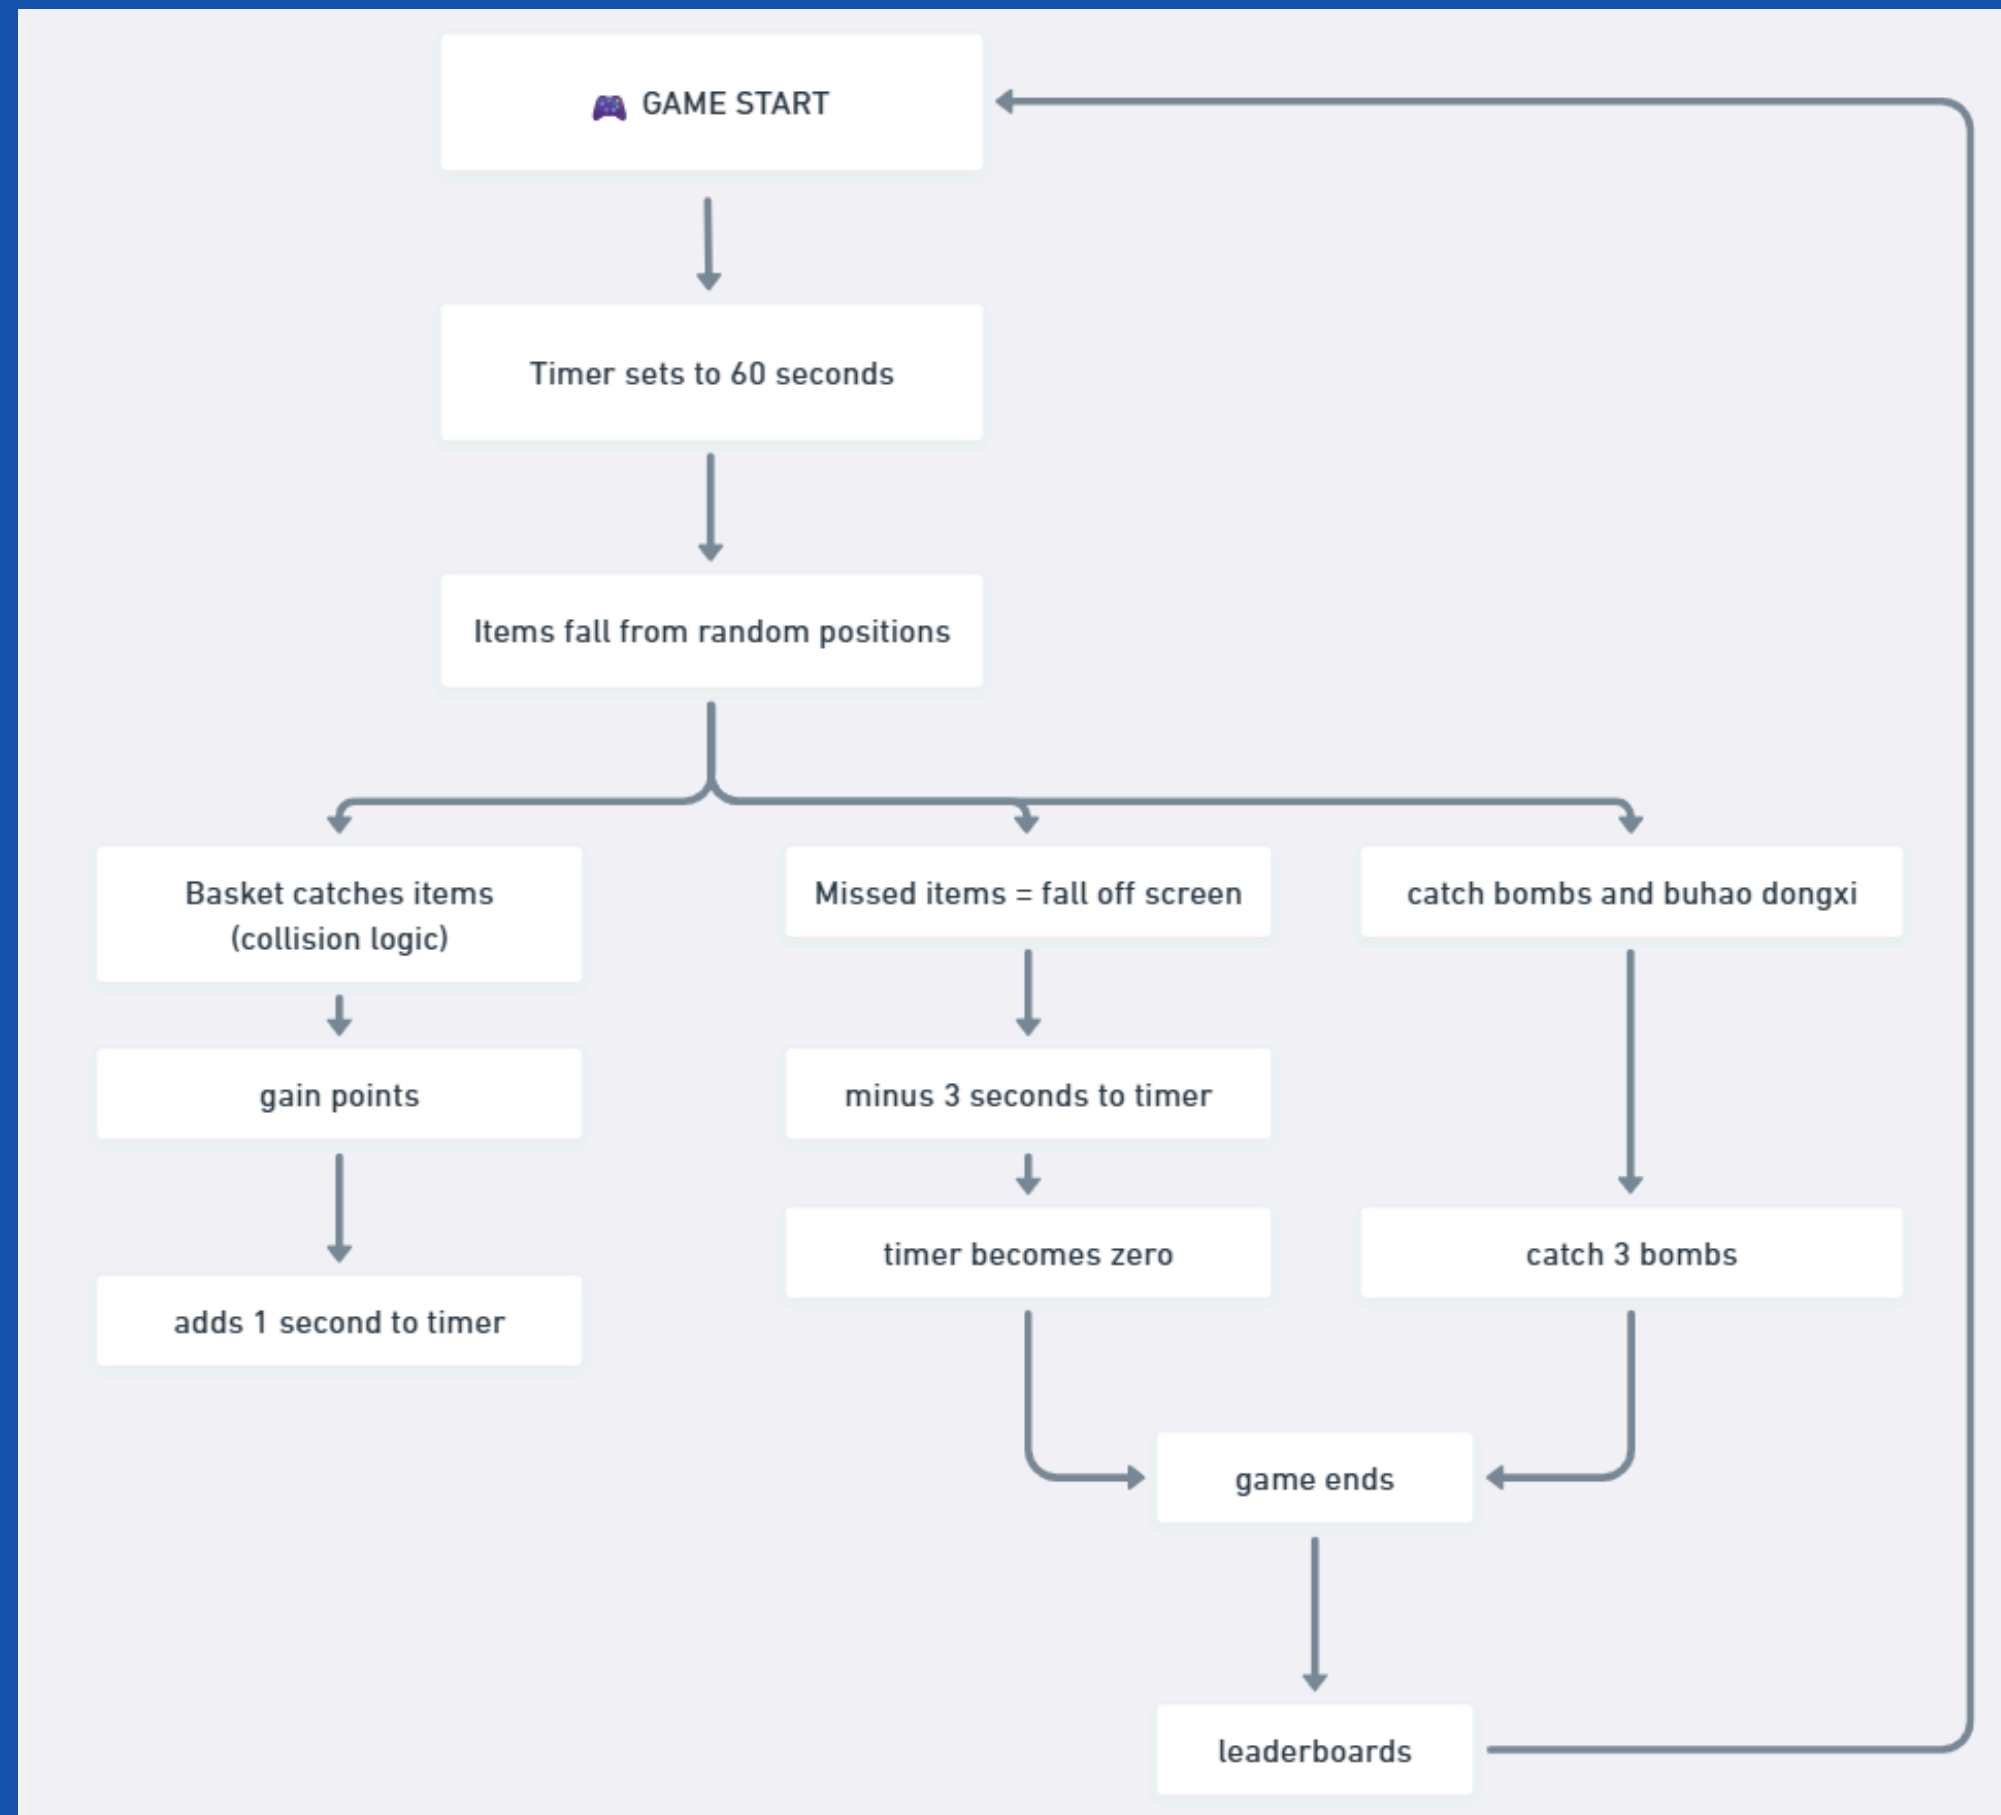 GAME START
Timer sets to 60 seconds
Items fall from random positions
Basket catches items
(collision logic)
Missed items = fall off screen
catch bombs and buhao dongxi
gain points
minus 3 seconds to timer
timer becomes zero
catch 3 bombs
adds 1 second to timer
game ends
leaderboards